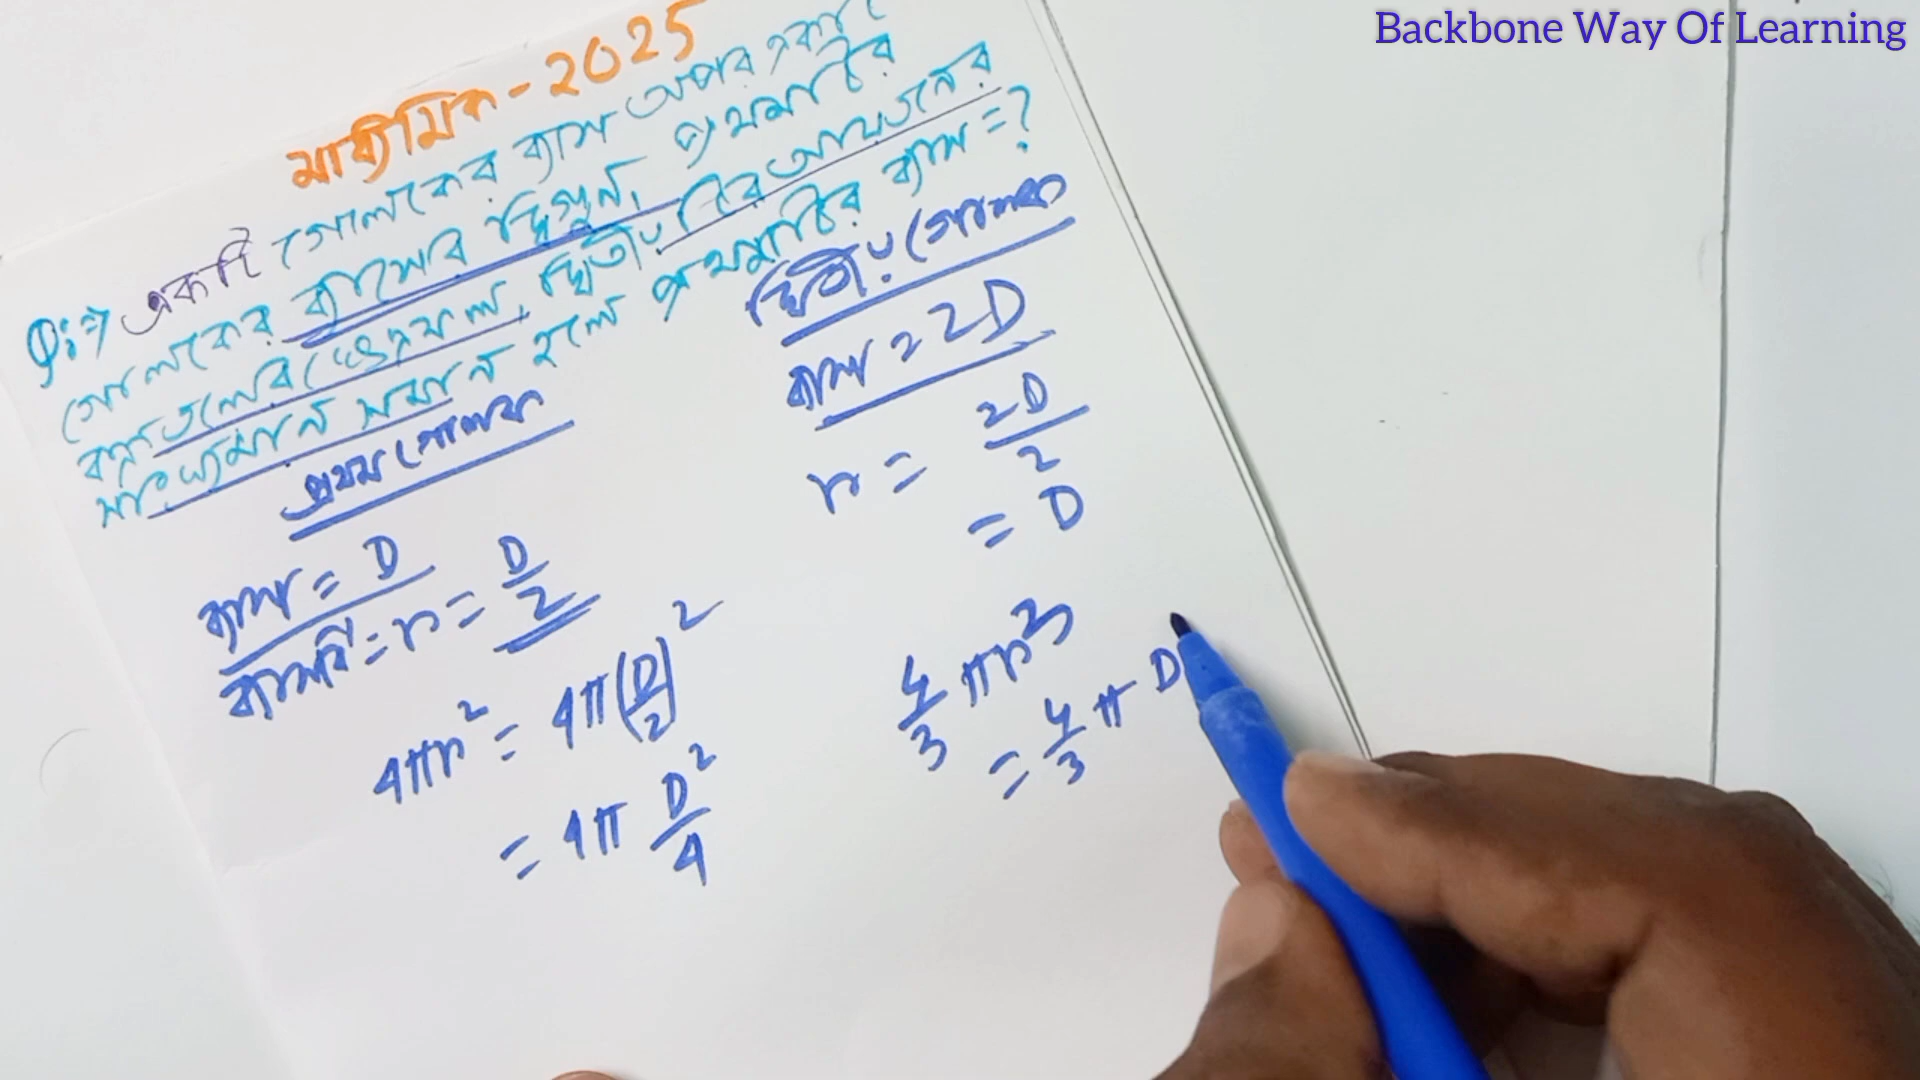 Backbone Way Of Learning
মাধ্যমিক - 2025
Q:⇒ একটি গোলকের ব্যাস অপর একটি
গোলকের ব্যাসের দ্বিগুন, প্রথমটির
বক্রতলের ক্ষেত্রফল, দ্বিতীয়টির আয়তনের
সাংখ্যমান সমান হলে প্রথমটির ব্যাস =?
প্রথম গোলক
ব্যাস = D
ব্যাসার্ধ = r = D/2
4πr² = 4π(D/2)²
= 4π D²/4
দ্বিতীয় গোলক
ব্যাস = 2D
r = 2D/2
= D
4/3 πr³
= 4/3 π D